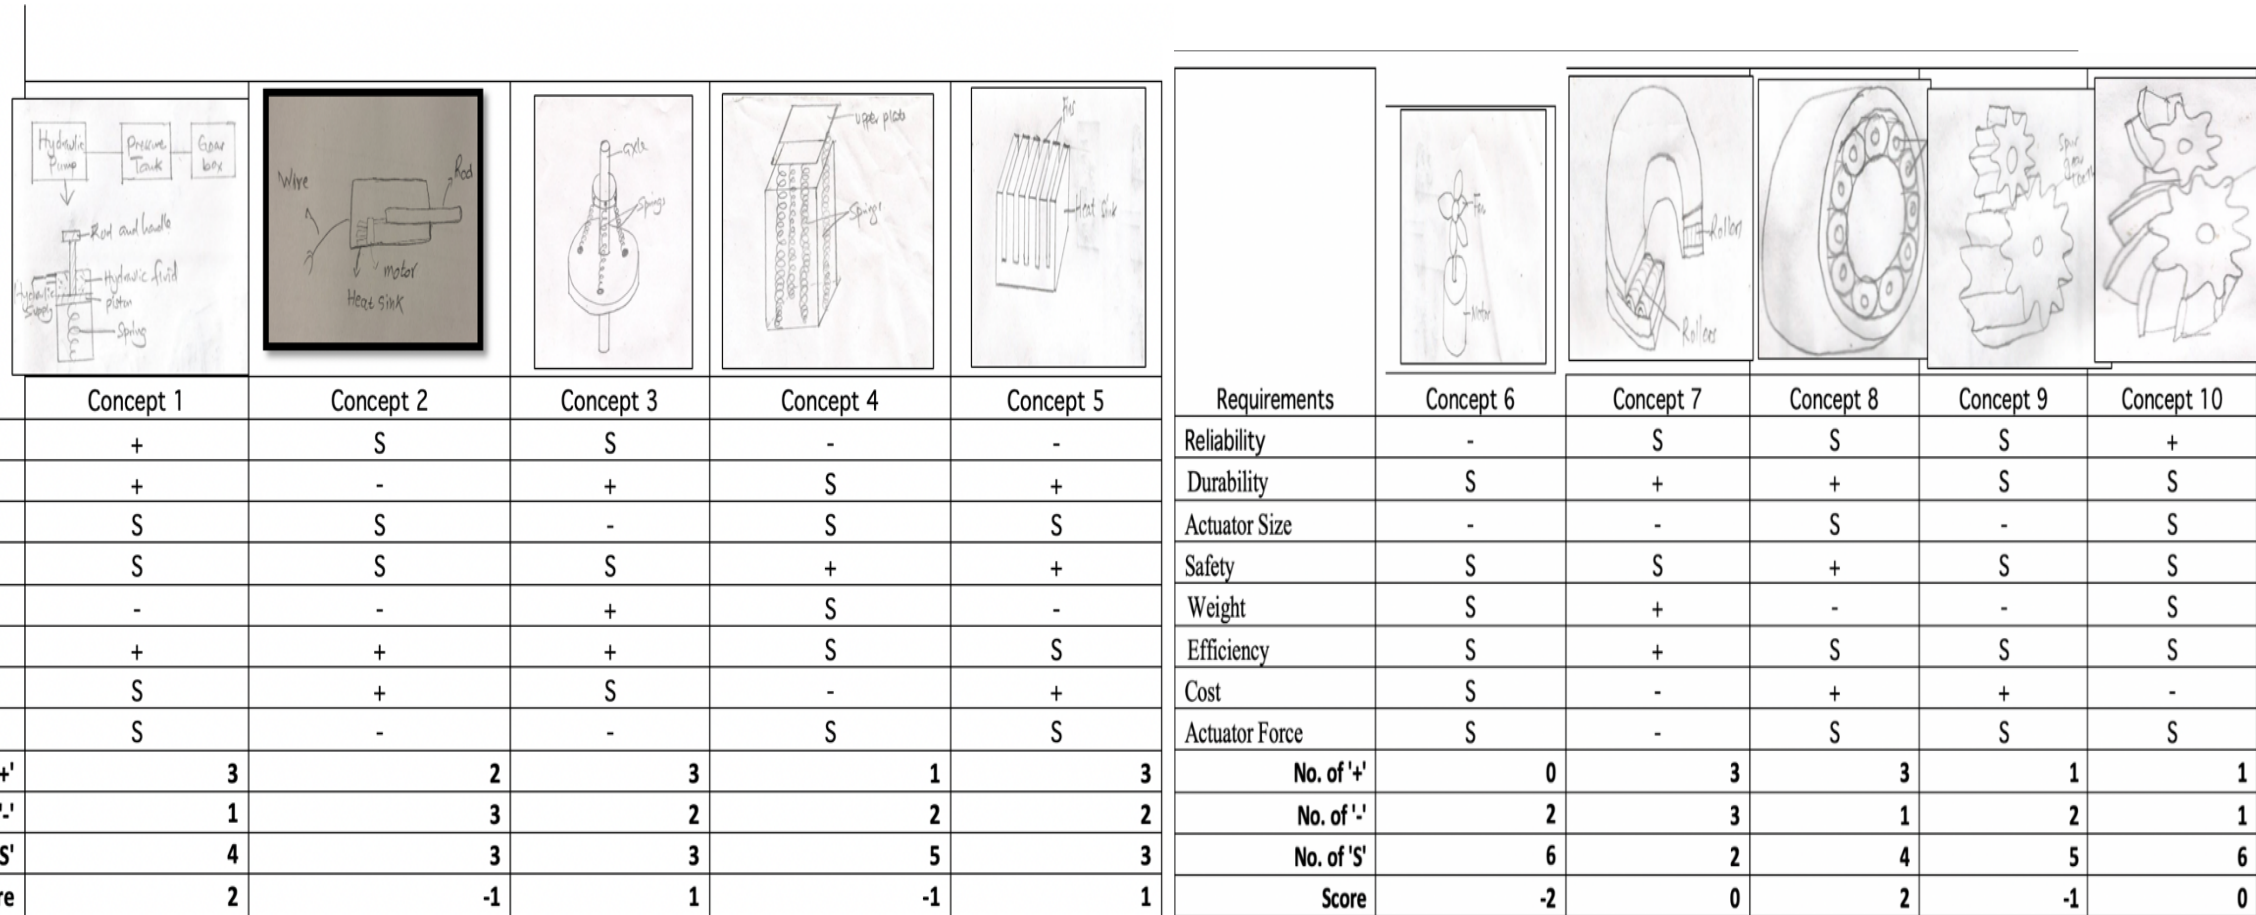 Hydraulic Pump
Pressure Tank
Gear box
Rod and handle
Hydraulic fluid
Hydraulic supply
piston
Spring
Wire
Rod
motor
Heat sink
axle
Springs
upper plate
Springs
Fins
Heat Sink
Fan
Motor
Rollers
Rollers
Spur gear teeth
Concept 1 Concept 2 Concept 3 Concept 4 Concept 5
+ S S - -
+ - + S +
S S - S S
S S S + +
- - + S -
+ + + S S
S + S - +
S - - S S
+' 3 2 3 1 3
'-' 1 3 2 2 2
S' 4 3 3 5 3
re 2 -1 1 -1 1
Requirements Concept 6 Concept 7 Concept 8 Concept 9 Concept 10
Reliability - S S S +
Durability S + + S S
Actuator Size - - S - S
Safety S S + S S
Weight S + - - S
Efficiency S + S S S
Cost S - + + -
Actuator Force S - S S S
No. of '+' 0 3 3 1 1
No. of '-' 2 3 1 2 1
No. of 'S' 6 2 4 5 6
Score -2 0 2 -1 0